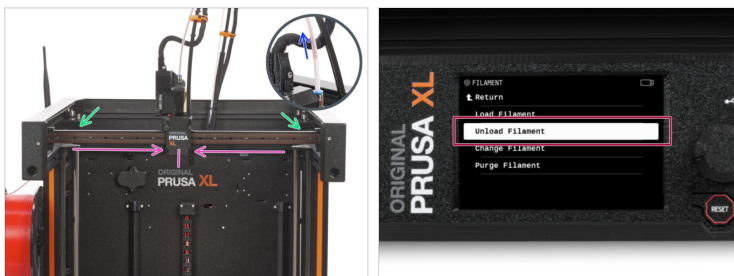 ORIGINAL
PRUSA
XL
ORIGINAL
PRUSA XL
ORIGINAL
PRUSA XL
FILAMENT
Return
Load Filament
Unload Filament
Change Filament
Purge Filament
RESET